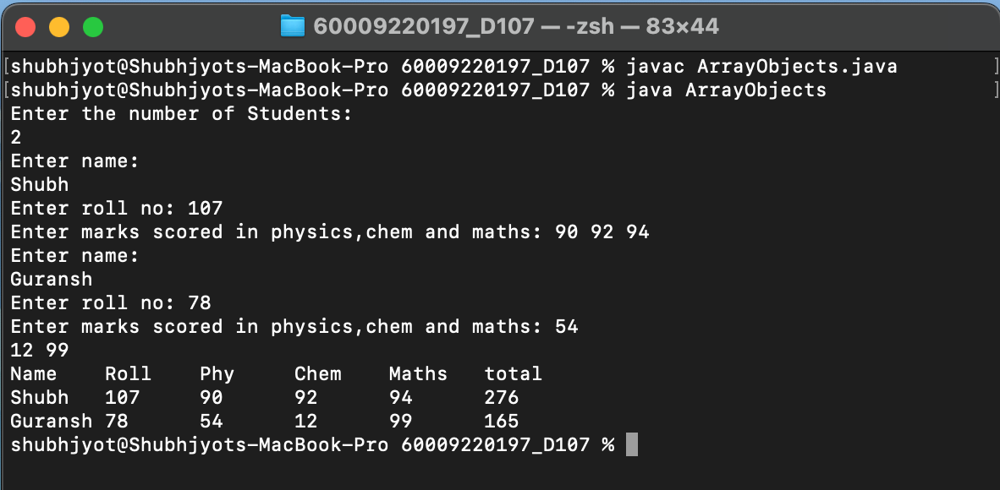 60009220197_D107 — -zsh — 83×44
[shubhjyot@Shubhjyots-MacBook-Pro 60009220197_D107 % javac ArrayObjects.java ]
[shubhjyot@Shubhjyots-MacBook-Pro 60009220197_D107 % java ArrayObjects ]
Enter the number of Students:
2
Enter name:
Shubh
Enter roll no: 107
Enter marks scored in physics,chem and maths: 90 92 94
Enter name:
Guransh
Enter roll no: 78
Enter marks scored in physics,chem and maths: 54
12 99
Name Roll Phy Chem Maths total
Shubh 107 90 92 94 276
Guransh 78 54 12 99 165
shubhjyot@Shubhjyots-MacBook-Pro 60009220197_D107 %